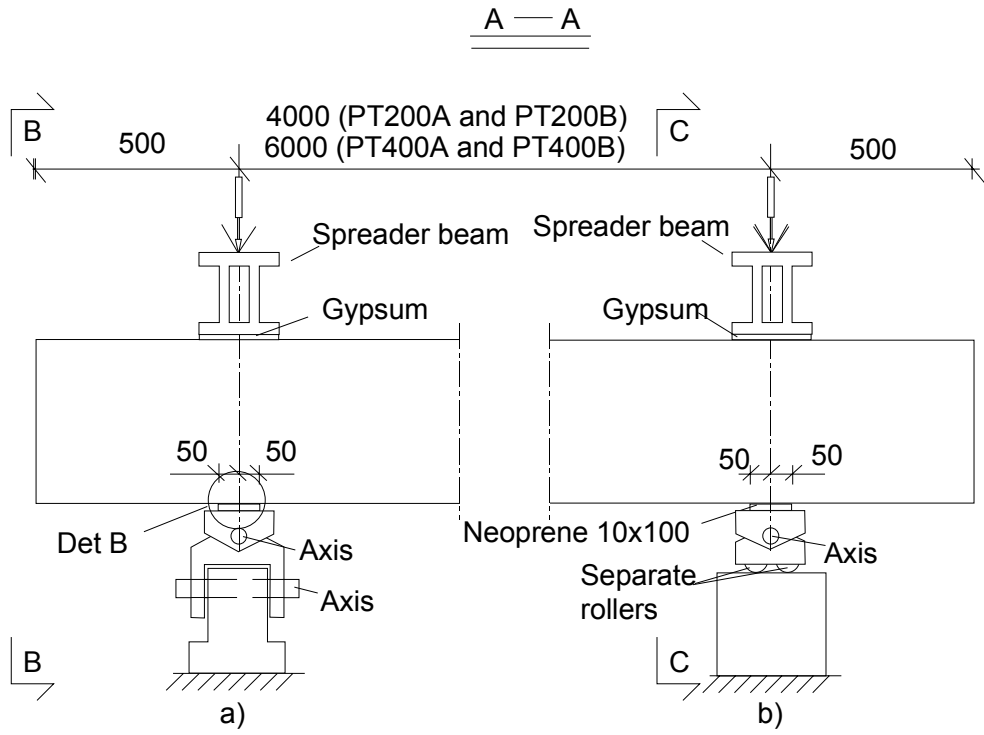 A — A
B
4000 (PT200A and PT200B)
C
500
6000 (PT400A and PT400B)
500
Spreader beam
Spreader beam
Gypsum
Gypsum
50
50
50
50
Det B
Neoprene 10x100
Axis
Axis
Axis
Separate
rollers
B
C
a)
b)